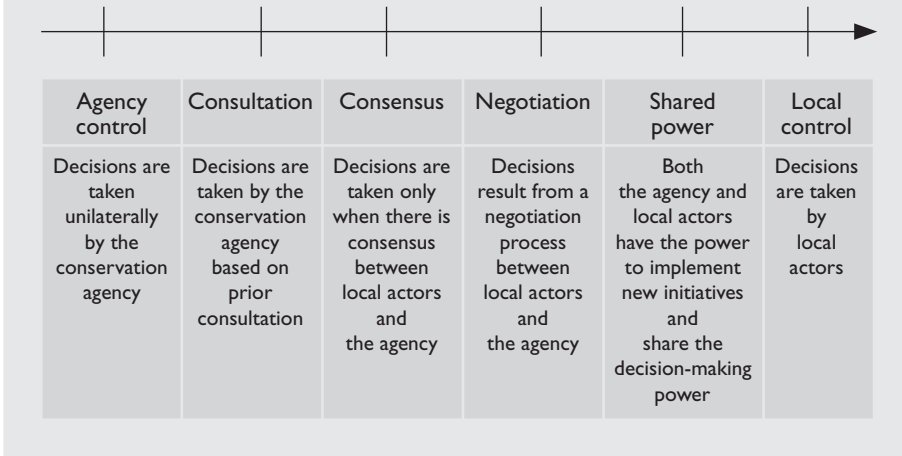 Agency
control
Consultation
Consensus
Negotiation
Shared
power
Local
control
Decisions are
taken
unilaterally
by the
conservation
agency
Decisions are
taken by the
conservation
agency
based on
prior
consultation
Decisions are
taken only
when there is
consensus
between
local actors
and
the agency
Decisions
result from a
negotiation
process
between
local actors
and
the agency
Both
the agency and
local actors
have the power
to implement
new initiatives
and
share the
decision-making
power
Decisions
are taken
by
local
actors